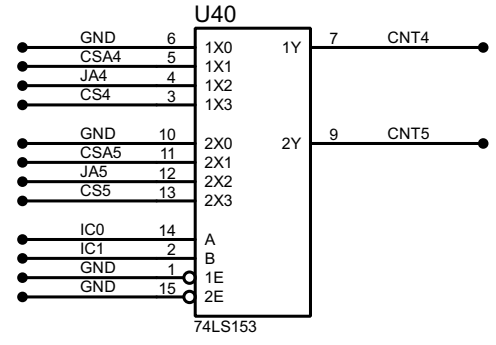 U40
GND 6 1X0 1Y 7 CNT4
CSA4 5 1X1
JA4 4 1X2
CS4 3 1X3
GND 10 2X0 2Y 9 CNT5
CSA5 11 2X1
JA5 12 2X2
CS5 13 2X3
IC0 14 A
IC1 2 B
GND 1 1E
GND 15 2E
74LS153